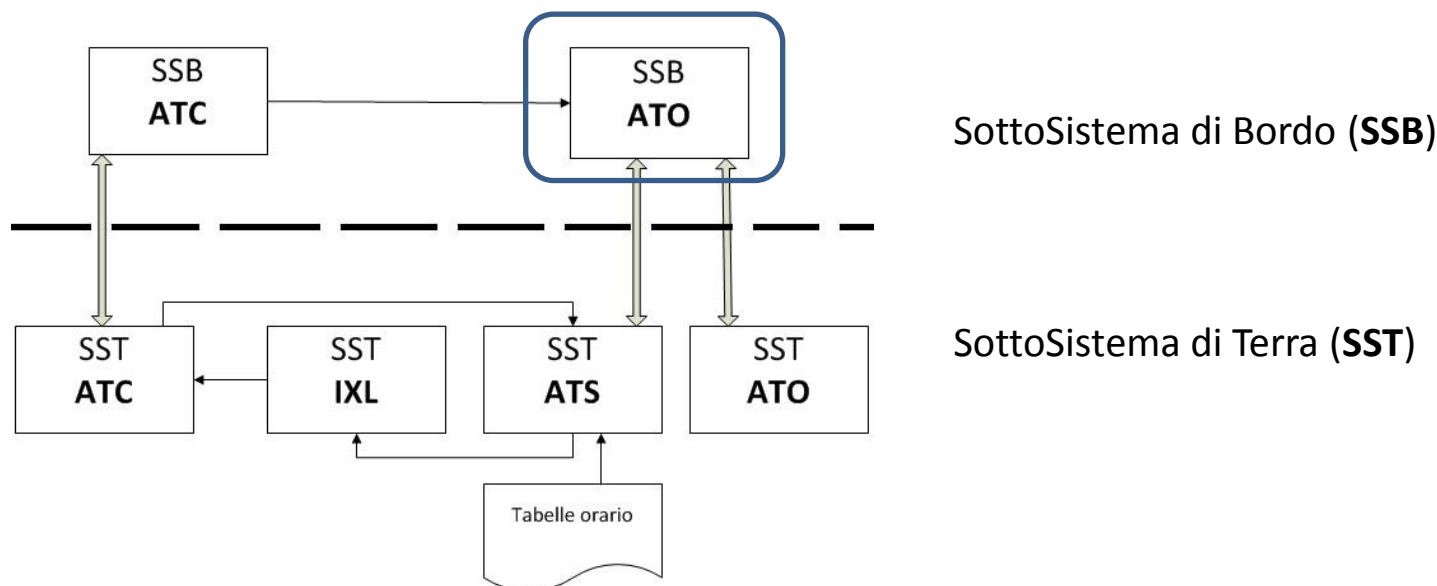 SSB
ATC
SSB
ATO
SottoSistema di Bordo (SSB)
SST
ATC
SST
IXL
SST
ATS
SST
ATO
SottoSistema di Terra (SST)
Tabelle orario